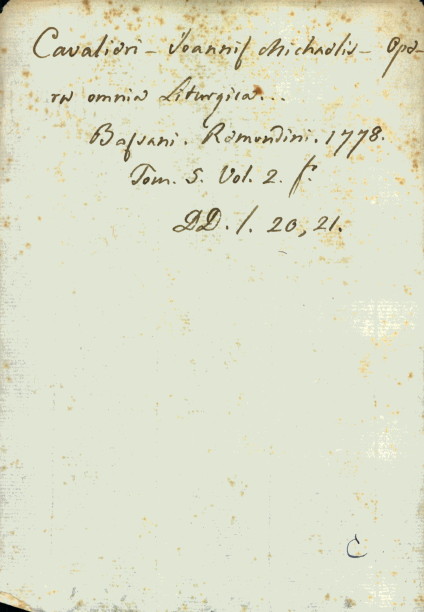 Cavalieri - Joannis Michaelis - Ope-
ra omnia Liturgica...
Bassani. Remondini. 1778.
Tom. 5. Vol. 2. f.
DD. l. 20, 21.
C